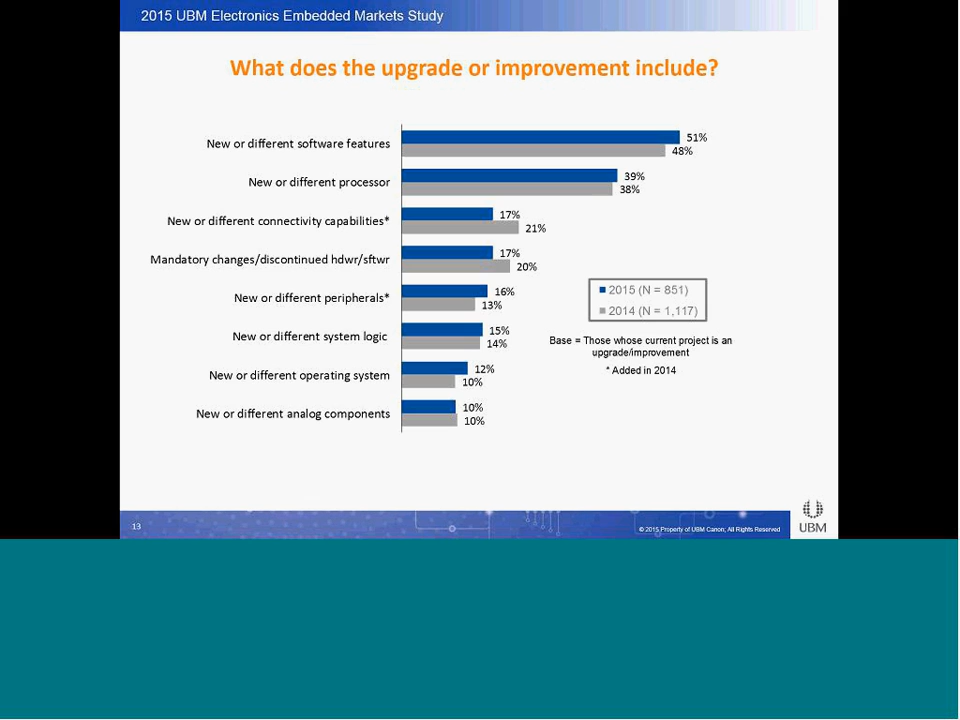 2015 UBM Electronics Embedded Markets Study
What does the upgrade or improvement include?
New or different software features
51%
48%
New or different processor
39%
38%
New or different connectivity capabilities*
17%
21%
Mandatory changes/discontinued hdwr/sftwr
17%
20%
New or different peripherals*
16%
13%
New or different system logic
15%
14%
New or different operating system
12%
10%
New or different analog components
10%
10%
2015 (N = 851)
2014 (N = 1,117)
Base = Those whose current project is an
upgrade/improvement
* Added in 2014
13
© 2015 Property of UBM Canon; All Rights Reserved
UBM